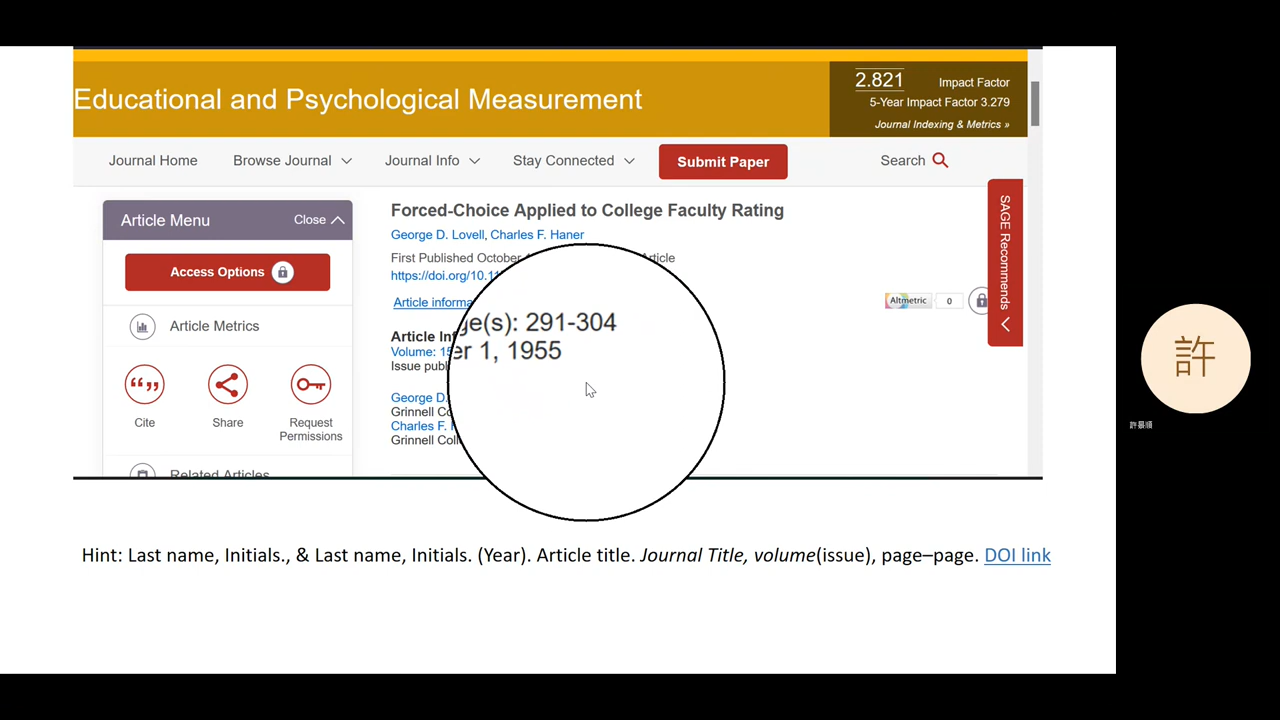 2.821 Impact Factor
Educational and Psychological Measurement
5-Year Impact Factor 3.279
Journal Indexing & Metrics »
Journal Home Browse Journal Journal Info Stay Connected Submit Paper Search
Article Menu Close
Forced-Choice Applied to College Faculty Rating
George D. Lovell, Charles F. Haner
First Published October
https://doi.org/10.11
Access Options
Article informa
Altmetric 0
SAGE Recommends
ge(s): 291-304
er 1, 1955
Article Metrics
Article In
Volume: 15
Issue publ
George D.
Grinnell Co
Charles F.
Grinnell Coll
Cite Share Request
Permissions
Related Articles
許
許景順
Hint: Last name, Initials., & Last name, Initials. (Year). Article title. Journal Title, volume(issue), page–page. DOI link